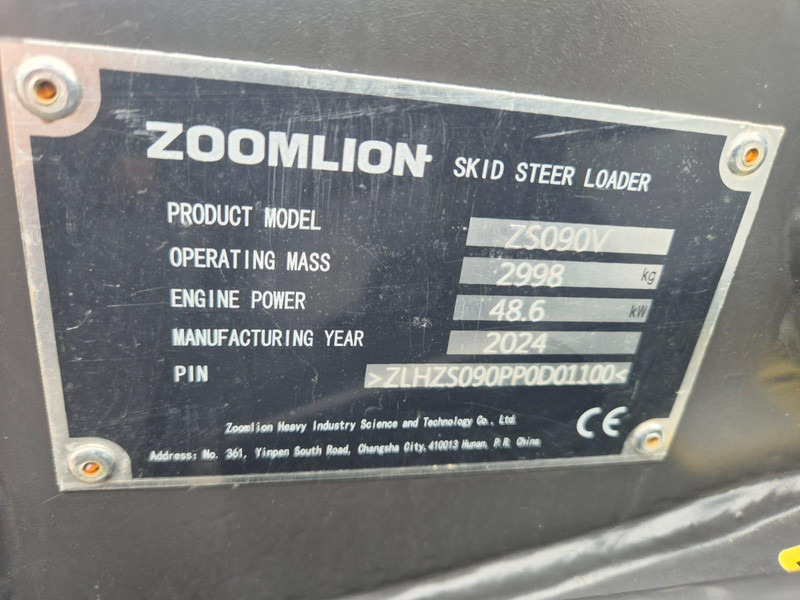 ZOOMLION SKID STEER LOADER
PRODUCT MODEL ZS090V
OPERATING MASS 2998 kg
ENGINE POWER 48.6 kW
MANUFACTURING YEAR 2024
PIN >ZLHZS090PP0D01100<
CE
Zoomlion Heavy Industry Science and Technology Co., Ltd.
Address: No. 361, Yinpen South Road, Changsha City, 410013 Hunan, P.R. China